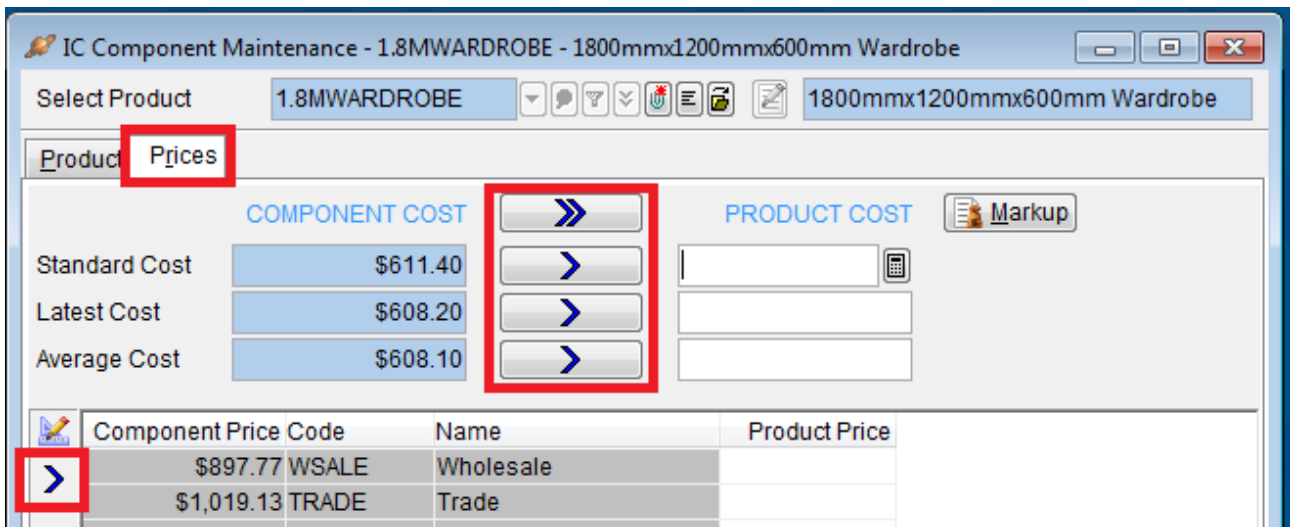 IC Component Maintenance - 1.8MWARDROBE - 1800mmx1200mmx600mm Wardrobe
Select Product 1.8MWARDROBE 1800mmx1200mmx600mm Wardrobe
Product Prices
COMPONENT COST PRODUCT COST Markup
Standard Cost $611.40
Latest Cost $608.20
Average Cost $608.10
Component Price Code Name Product Price
$897.77 WSALE Wholesale
$1,019.13 TRADE Trade